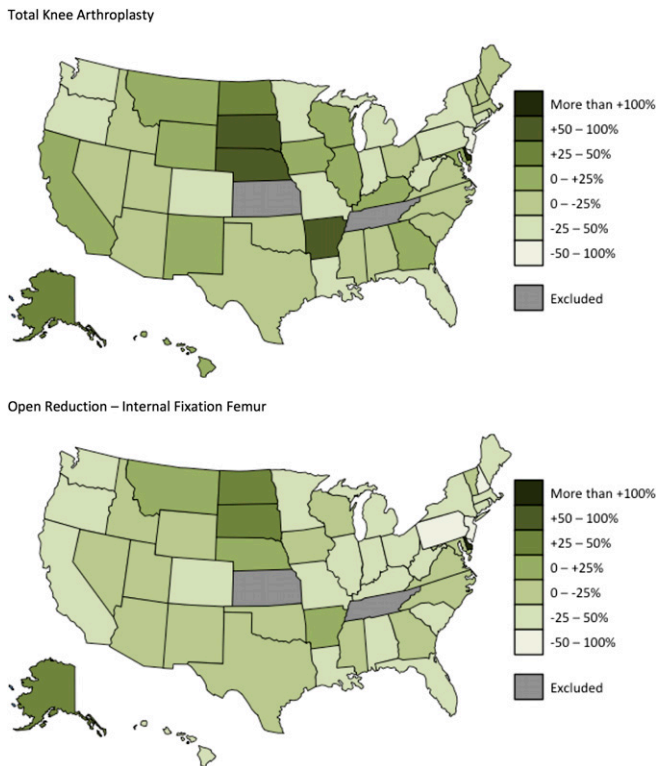 Total Knee Arthroplasty
More than +100%
+50 – 100%
+25 – 50%
0 – +25%
0 – -25%
-25 – 50%
-50 – 100%
Excluded
Open Reduction – Internal Fixation Femur
More than +100%
+50 – 100%
+25 – 50%
0 – +25%
0 – -25%
-25 – 50%
-50 – 100%
Excluded